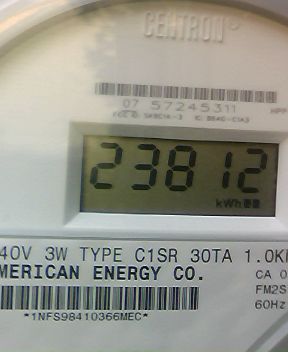 CENTRON®
07 57245311
23812
kWh
40V 3W TYPE C1SR 30TA 1.0K
MERICAN ENERGY CO.
CA 0
FM2S
60Hz
*1NFS98410366MEC*